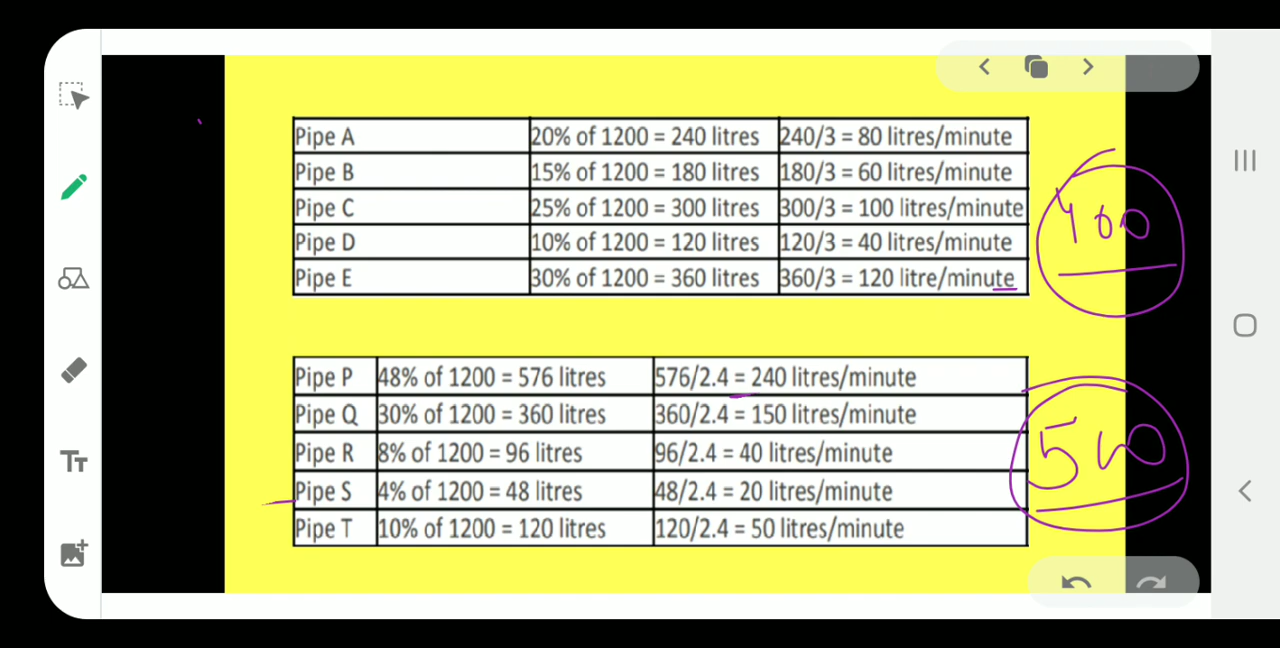 Pipe A 20% of 1200 = 240 litres 240/3 = 80 litres/minute
Pipe B 15% of 1200 = 180 litres 180/3 = 60 litres/minute
Pipe C 25% of 1200 = 300 litres 300/3 = 100 litres/minute
Pipe D 10% of 1200 = 120 litres 120/3 = 40 litres/minute
Pipe E 30% of 1200 = 360 litres 360/3 = 120 litre/minute
400
Pipe P 48% of 1200 = 576 litres 576/2.4 = 240 litres/minute
Pipe Q 30% of 1200 = 360 litres 360/2.4 = 150 litres/minute
Pipe R 8% of 1200 = 96 litres 96/2.4 = 40 litres/minute
500
Pipe S 4% of 1200 = 48 litres 48/2.4 = 20 litres/minute
Pipe T 10% of 1200 = 120 litres 120/2.4 = 50 litres/minute
TT